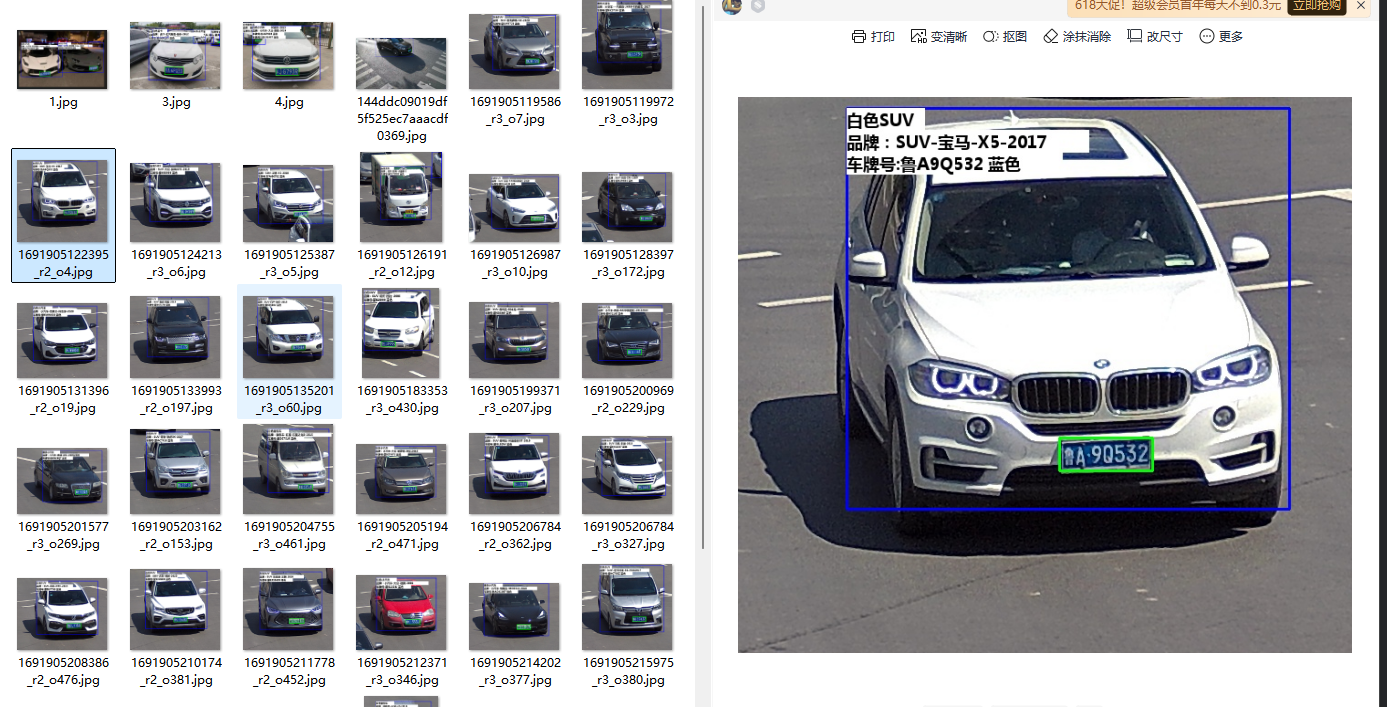 618大促! 超级会员首年每天不到0.3元 立即抢购 ×
打印 变清晰 抠图 涂抹消除 改尺寸 更多
1.jpg
3.jpg
4.jpg
144ddc09019df
5f525ec7aaacdf
0369.jpg
1691905119586
_r3_o7.jpg
1691905119972
_r3_o3.jpg
1691905122395
_r2_o4.jpg
1691905124213
_r3_o6.jpg
1691905125387
_r3_o5.jpg
1691905126191
_r2_o12.jpg
1691905126987
_r3_o10.jpg
1691905128397
_r3_o172.jpg
1691905131396
_r2_o19.jpg
1691905133993
_r2_o197.jpg
1691905135201
_r3_o60.jpg
1691905183353
_r3_o430.jpg
1691905199371
_r3_o207.jpg
1691905200969
_r2_o229.jpg
1691905201577
_r3_o269.jpg
1691905203162
_r2_o153.jpg
1691905204755
_r3_o461.jpg
1691905205194
_r2_o471.jpg
1691905206784
_r2_o362.jpg
1691905206784
_r3_o327.jpg
1691905208386
_r2_o476.jpg
1691905210174
_r2_o381.jpg
1691905211778
_r2_o452.jpg
1691905212371
_r3_o346.jpg
1691905214202
_r3_o377.jpg
1691905215975
_r3_o380.jpg
白色SUV
品牌：SUV-宝马-X5-2017
车牌号:鲁A9Q532 蓝色
鲁A·9Q532